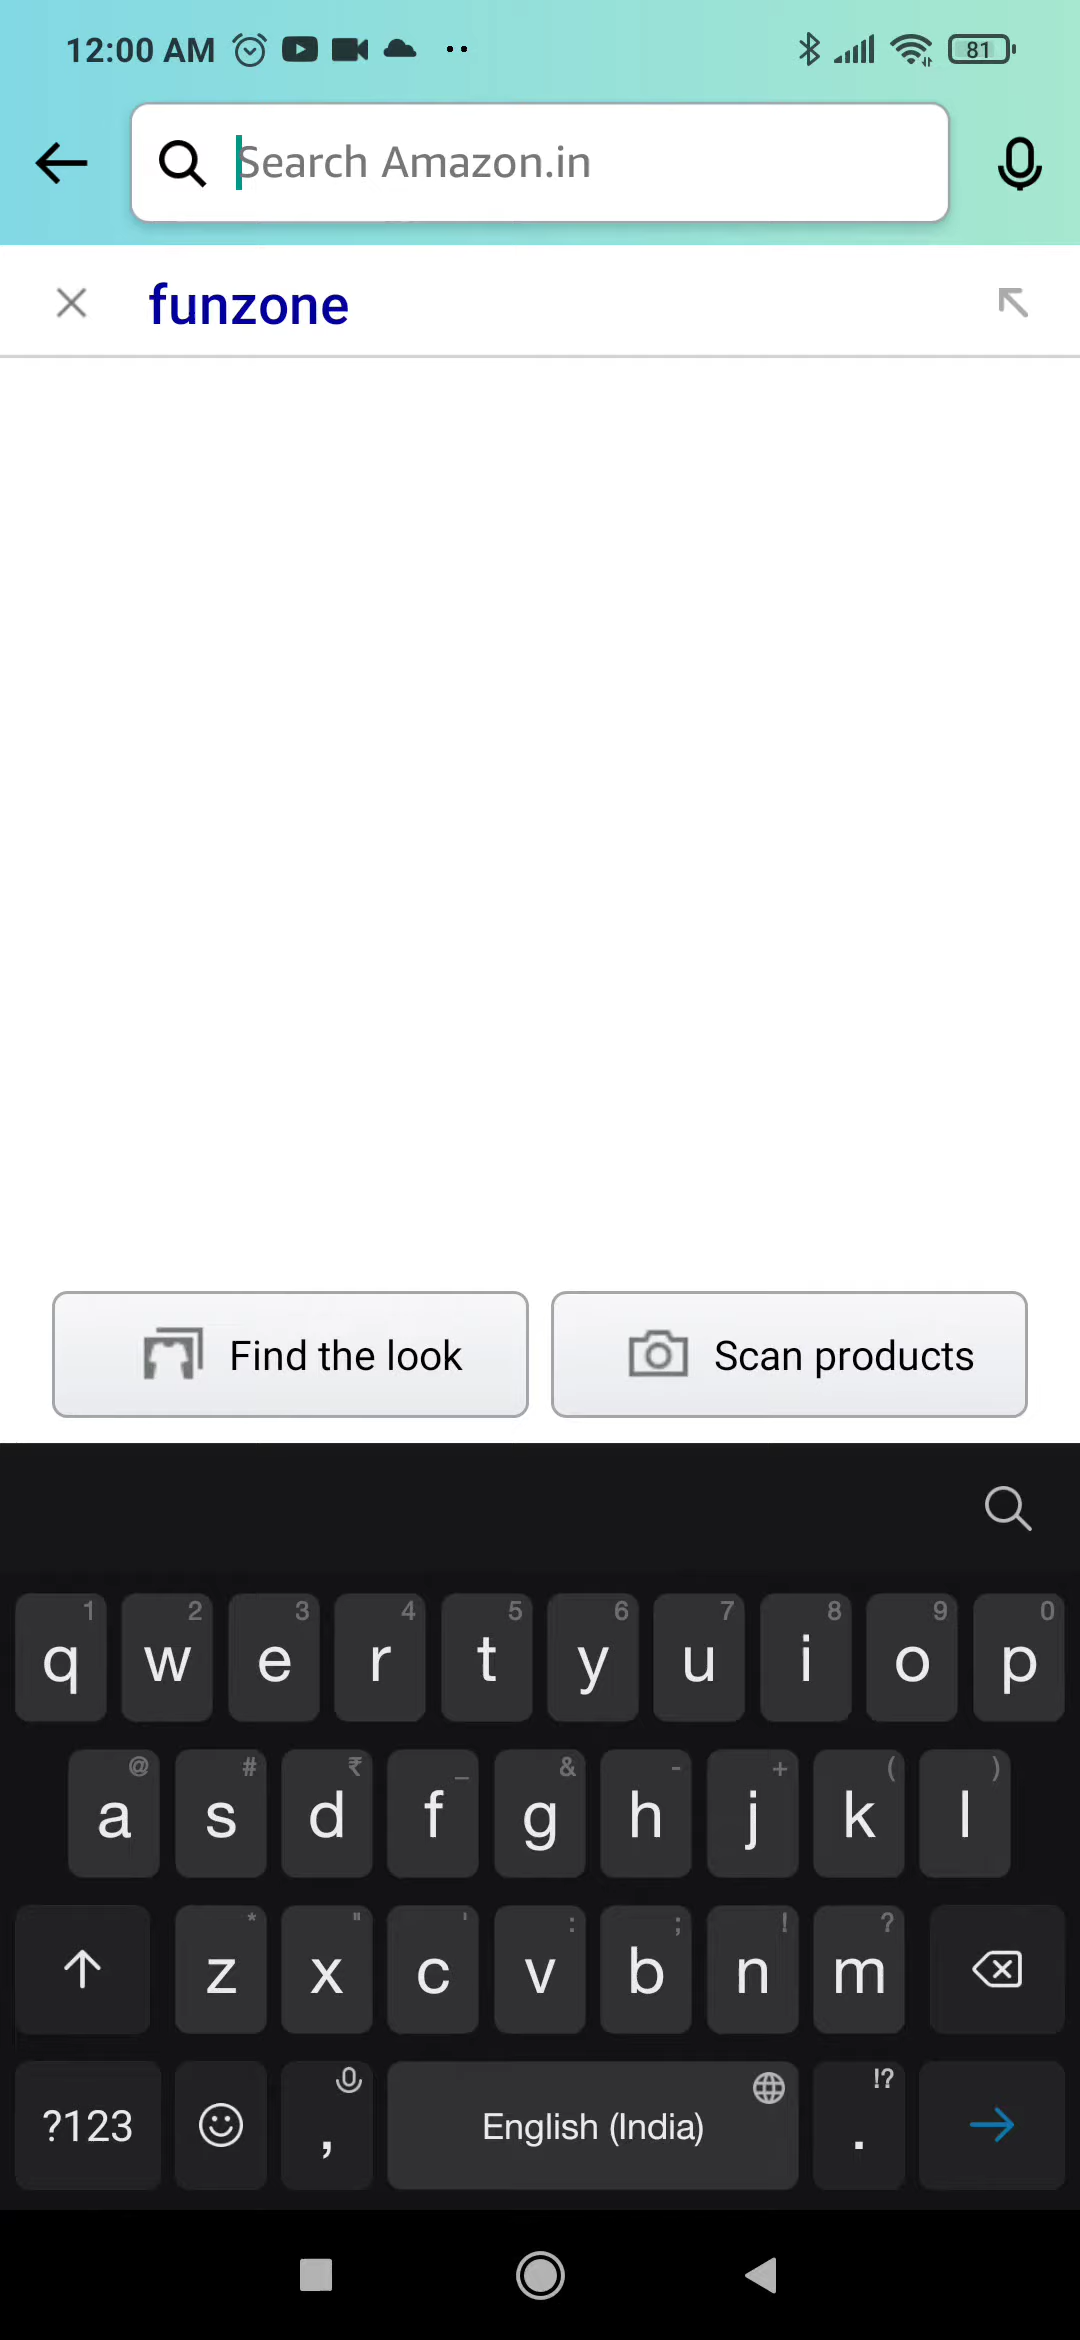 12:00 AM 81
Search Amazon.in
funzone
Find the look Scan products
1 2 3 4 5 6 7 8 9 0
q w e r t y u i o p
@ # ₹ _ & - + ( )
a s d f g h j k l
* " ' : ; ! ?
z x c v b n m
?123 , English (India) . !?